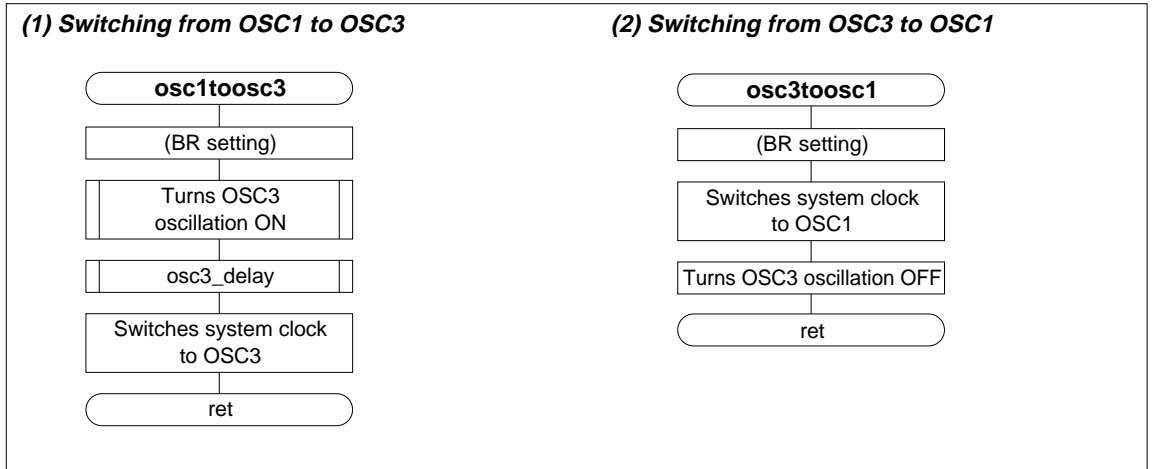 (1) Switching from OSC1 to OSC3
osc1toosc3
(BR setting)
Turns OSC3
oscillation ON
osc3_delay
Switches system clock
to OSC3
ret
(2) Switching from OSC3 to OSC1
osc3toosc1
(BR setting)
Switches system clock
to OSC1
Turns OSC3 oscillation OFF
ret